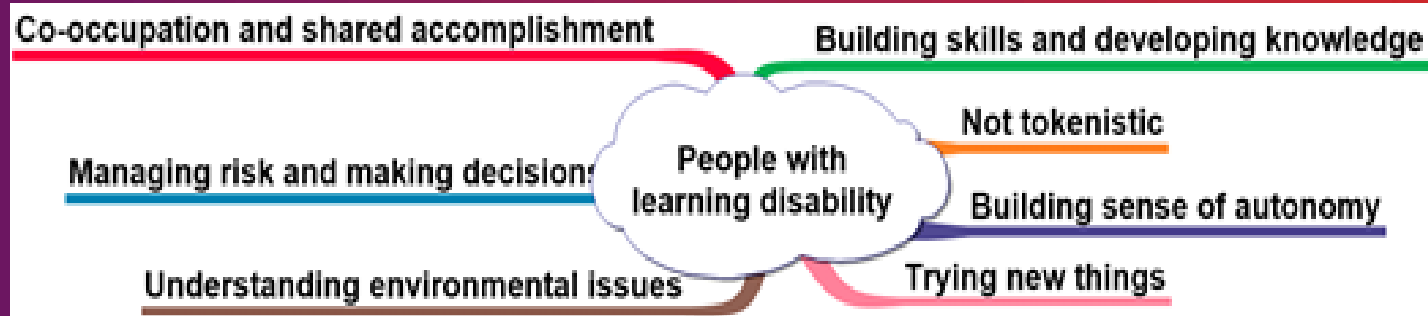 Co-occupation and shared accomplishment
Building skills and developing knowledge
Not tokenistic
Managing risk and making decisions
People with
learning disability
Building sense of autonomy
Understanding environmental issues
Trying new things